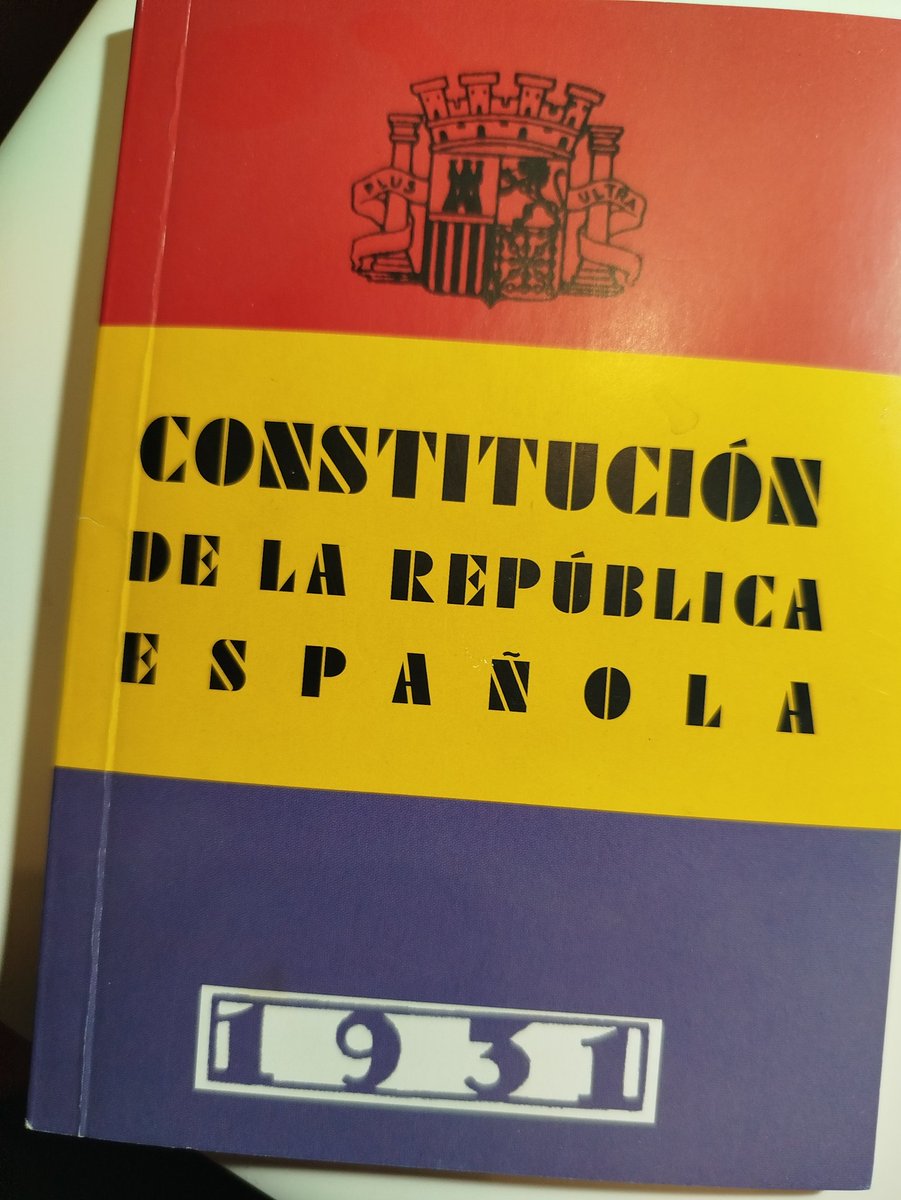 PLUS ULTRA
CONSTITUCIÓN
DE LA REPÚBLICA
ESPAÑOLA
1931